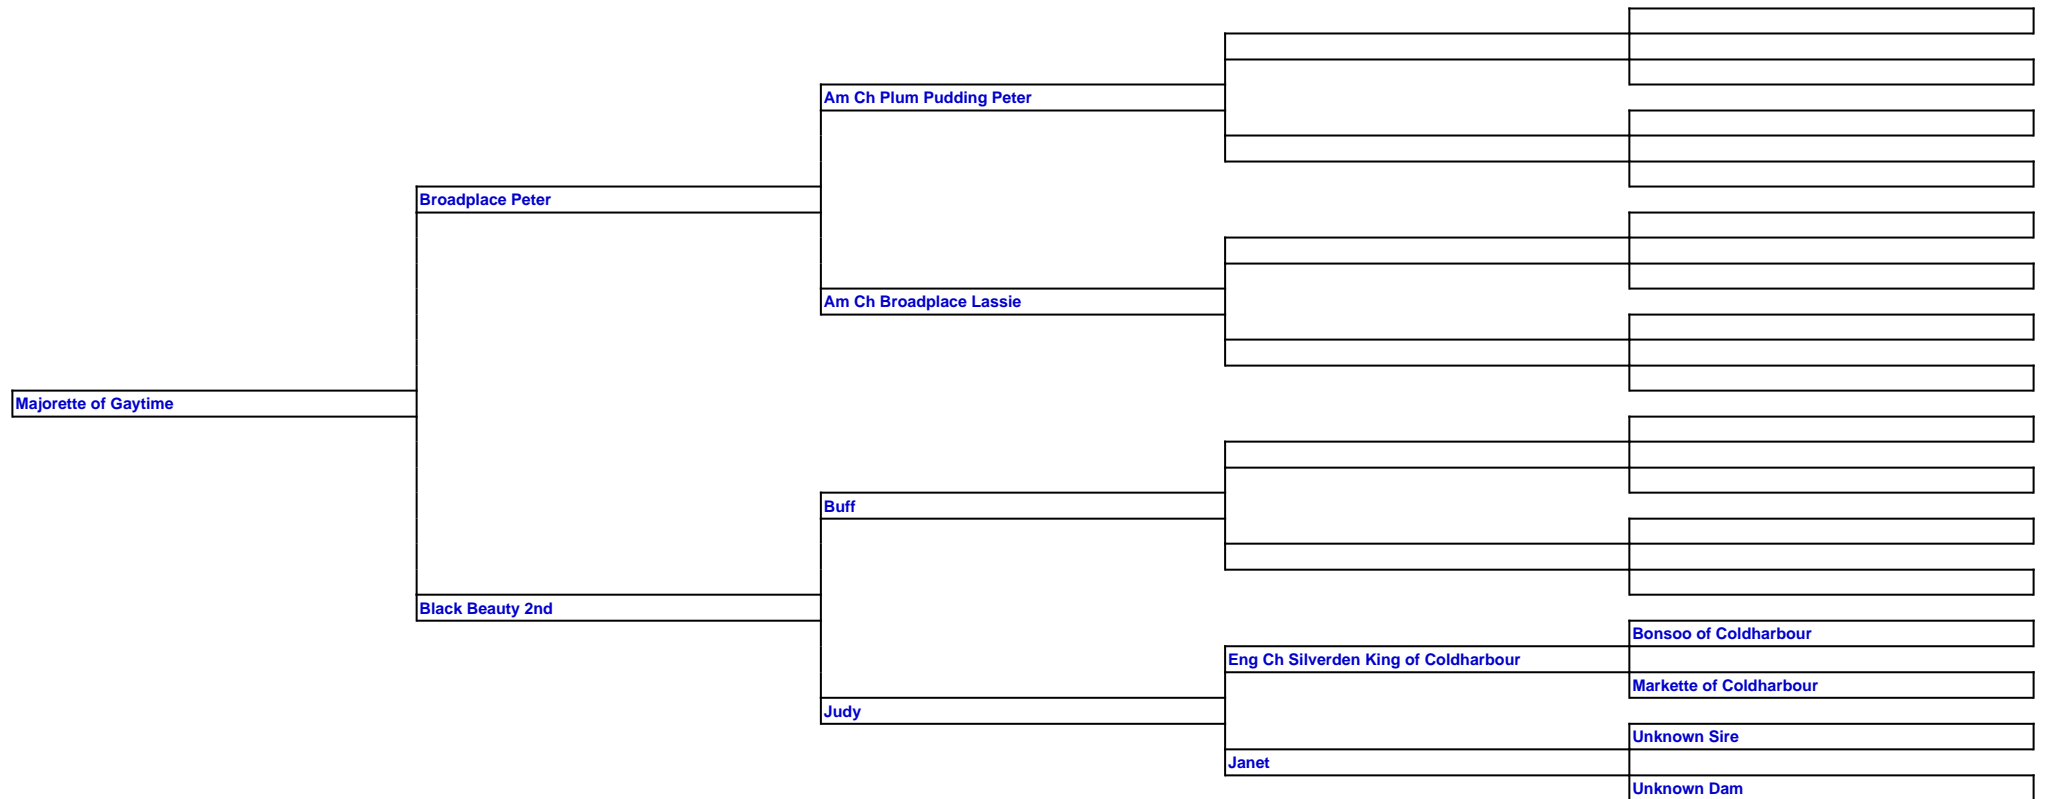 Am Ch Plum Pudding Peter
Broadplace Peter
Am Ch Broadplace Lassie
Majorette of Gaytime
Buff
Black Beauty 2nd
Bonsoo of Coldharbour
Eng Ch Silverden King of Coldharbour
Markette of Coldharbour
Judy
Unknown Sire
Janet
Unknown Dam